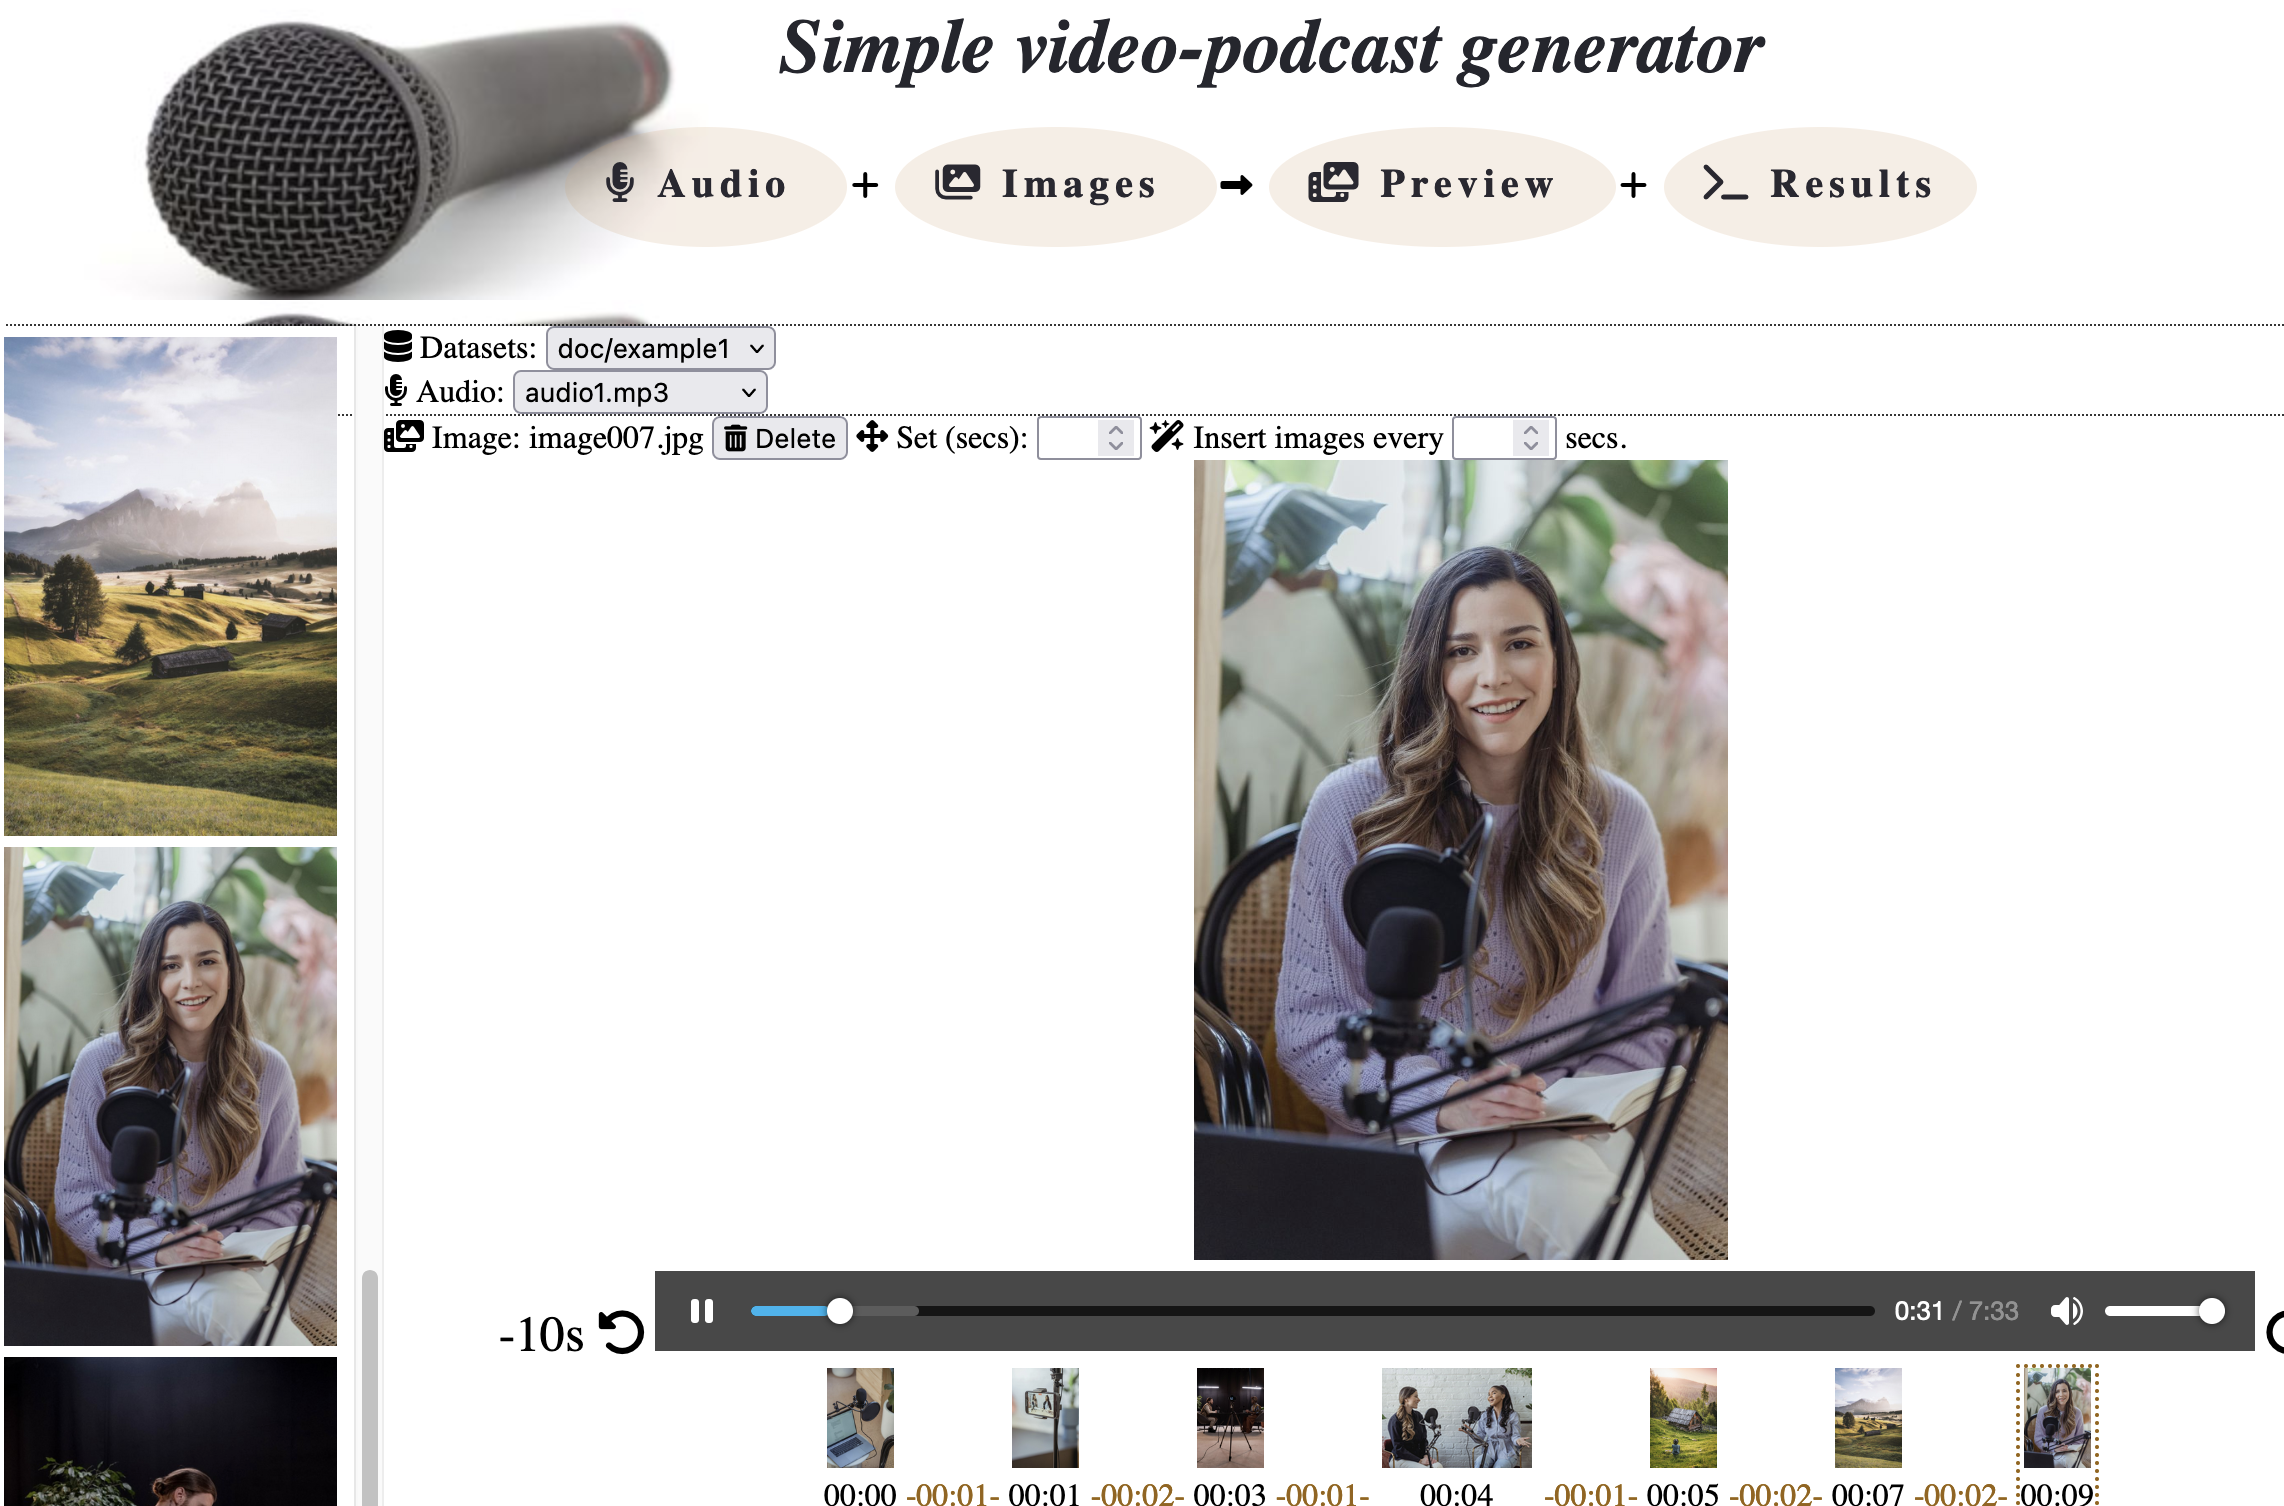 Simple video-podcast generator
Audio + Images → Preview + Results
Datasets: doc/example1
Audio: audio1.mp3
Image: image007.jpg Delete Set (secs): Insert images every secs.
-10s 0:31 / 7:33
00:00 -00:01- 00:01 -00:02- 00:03 -00:01- 00:04 -00:01- 00:05 -00:02- 00:07 -00:02- 00:09